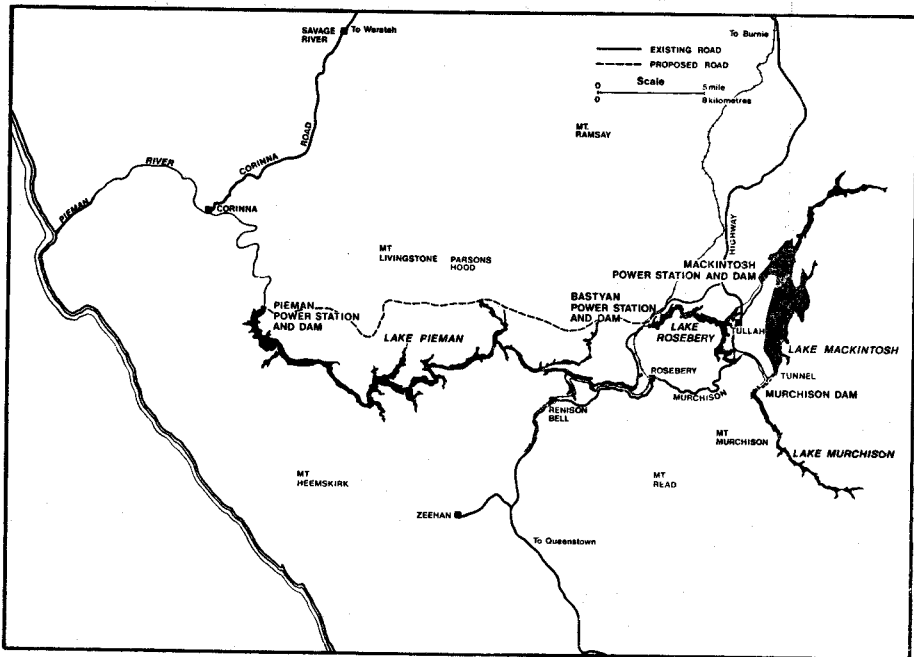 SAVAGE
RIVER
To Waratah
To Burnie
EXISTING ROAD
PROPOSED ROAD
Scale
0 5 mile
0 8 kilometres
MT.
RAMSAY
CORINNA ROAD
PIEMAN RIVER
CORINNA
HIGHWAY
MT
LIVINGSTONE
PARSONS
HOOD
MACKINTOSH
POWER STATION AND DAM
PIEMAN
POWER STATION
AND DAM
BASTYAN
POWER STATION
AND DAM
LAKE PIEMAN
LAKE
ROSEBERY
TULLAH
LAKE MACKINTOSH
ROSEBERY
TUNNEL
MURCHISON
MURCHISON DAM
RENISON
BELL
MT
MURCHISON
LAKE MURCHISON
MT
HEEMSKIRK
MT
READ
ZEEHAN
To Queenstown